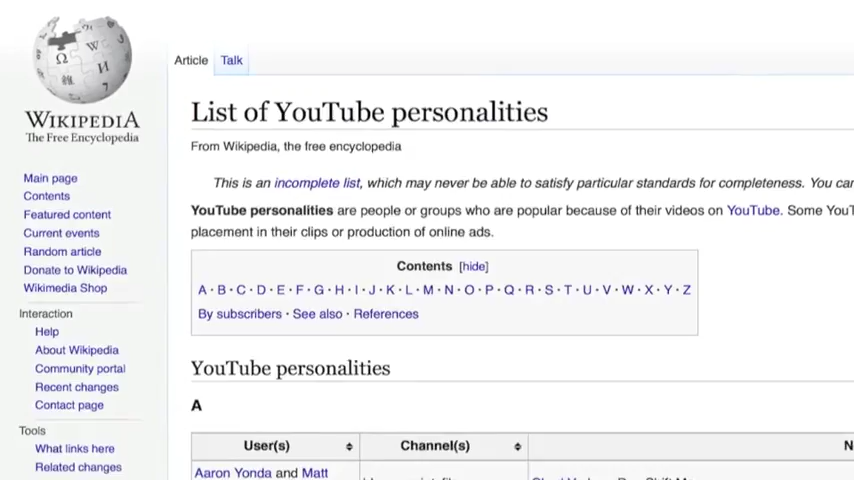 WIKIPEDIA
The Free Encyclopedia
Main page
Contents
Featured content
Current events
Random article
Donate to Wikipedia
Wikimedia Shop
Interaction
Help
About Wikipedia
Community portal
Recent changes
Contact page
Tools
What links here
Related changes
Article Talk
List of YouTube personalities
From Wikipedia, the free encyclopedia
This is an incomplete list, which may never be able to satisfy particular standards for completeness. You can
YouTube personalities are people or groups who are popular because of their videos on YouTube. Some YouT
placement in their clips or production of online ads.
Contents [hide]
A · B · C · D · E · F · G · H · I · J · K · L · M · N · O · P · Q · R · S · T · U · V · W · X · Y · Z
By subscribers · See also · References
YouTube personalities
A
User(s) Channel(s) N
Aaron Yonda and Matt